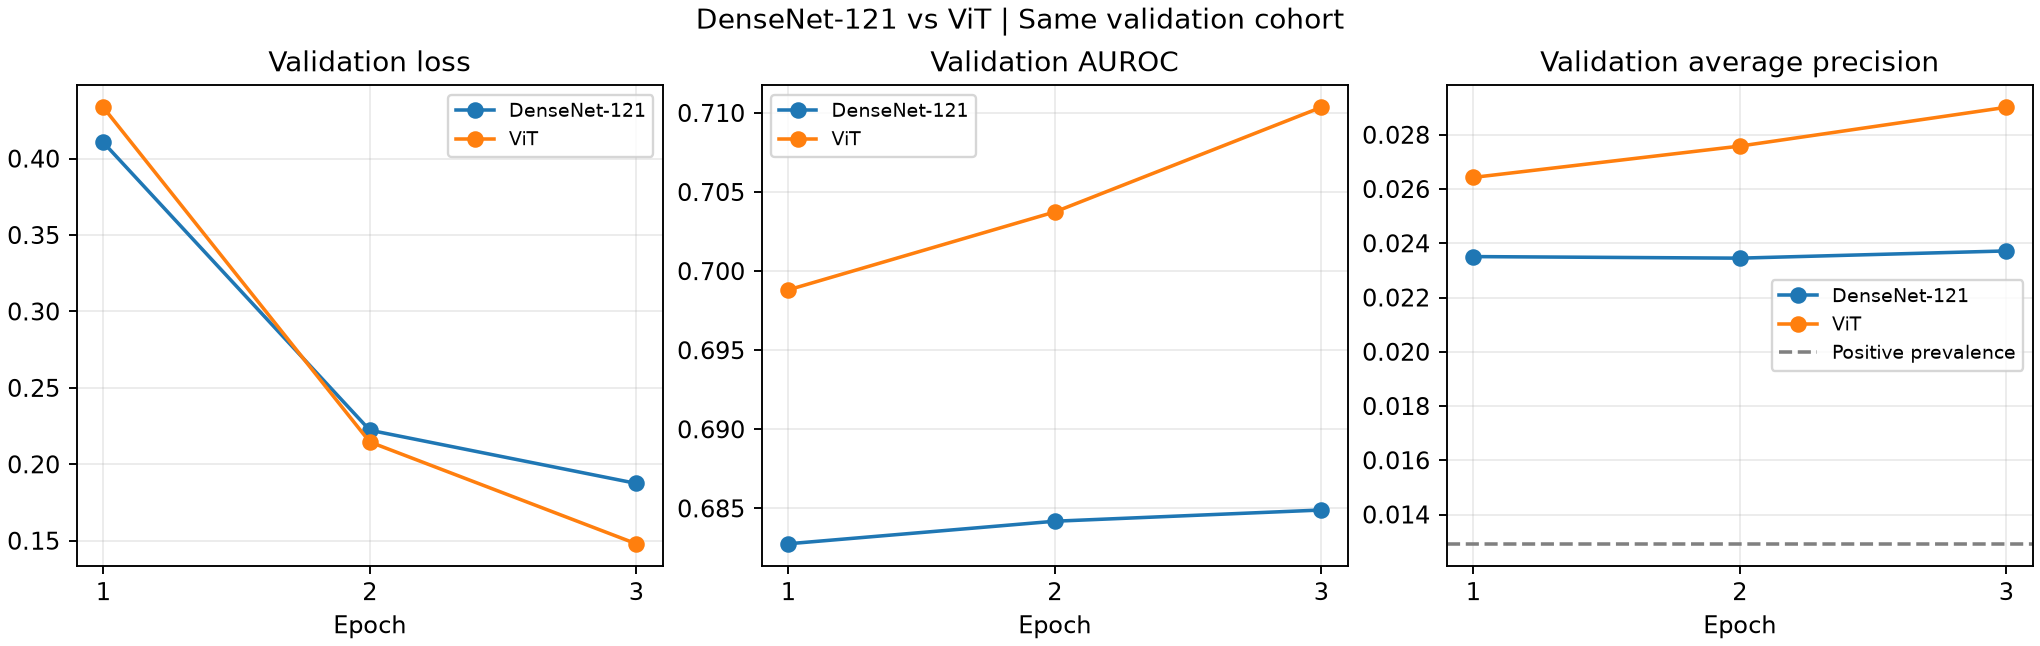 DenseNet-121 vs ViT | Same validation cohort
Validation loss
DenseNet-121
ViT
0.40
0.35
0.30
0.25
0.20
0.15
1 2 3
Epoch
Validation AUROC
DenseNet-121
ViT
0.710
0.705
0.700
0.695
0.690
0.685
1 2 3
Epoch
Validation average precision
0.028
0.026
0.024
0.022
0.020
0.018
0.016
0.014
DenseNet-121
ViT
Positive prevalence
1 2 3
Epoch